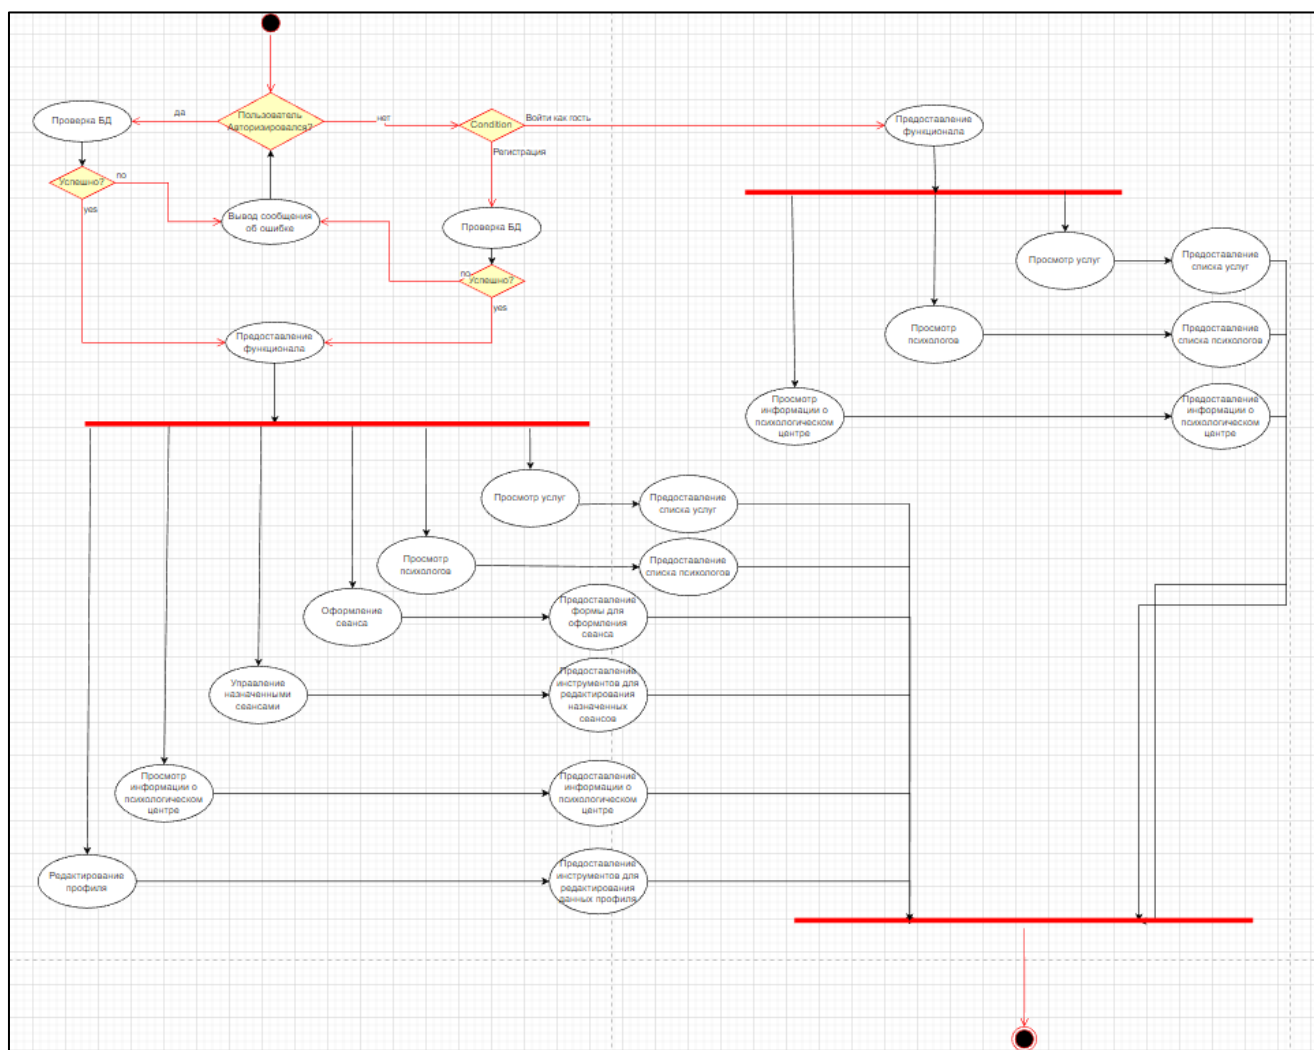 Пользователь
Авторизировался?
да
нет
Проверка БД
Condition
Войти как гость
Регистрация
Предоставление
функционала
Успешно?
no
yes
Вывод сообщения
об ошибке
Проверка БД
no
Успешно?
yes
Предоставление
функционала
Просмотр услуг
Предоставление
списка услуг
Просмотр
психологов
Предоставление
списка психологов
Просмотр
информации о
психологическом
центре
Предоставление
информации о
психологическом
центре
Просмотр услуг
Предоставление
списка услуг
Просмотр
психологов
Предоставление
списка психологов
Оформление
сеанса
Предоставление
формы для
оформления
сеанса
Управление
назначенными
сеансами
Предоставление
инструментов для
редактирования
назначенных
сеансов
Просмотр
информации о
психологическом
центре
Предоставление
информации о
психологическом
центре
Редактирование
профиля
Предоставление
инструментов для
редактирования
данных профиля